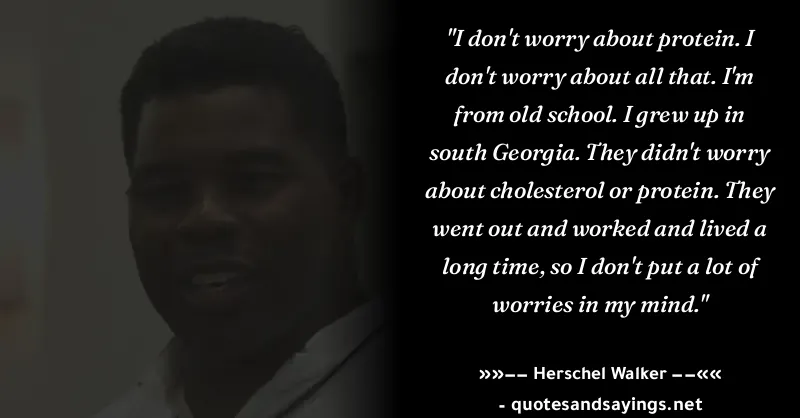 "I don't worry about protein. I
don't worry about all that. I'm
from old school. I grew up in
south Georgia. They didn't worry
about cholesterol or protein. They
went out and worked and lived a
long time, so I don't put a lot of
worries in my mind."
»»–– Herschel Walker ––««
- quotesandsayings.net